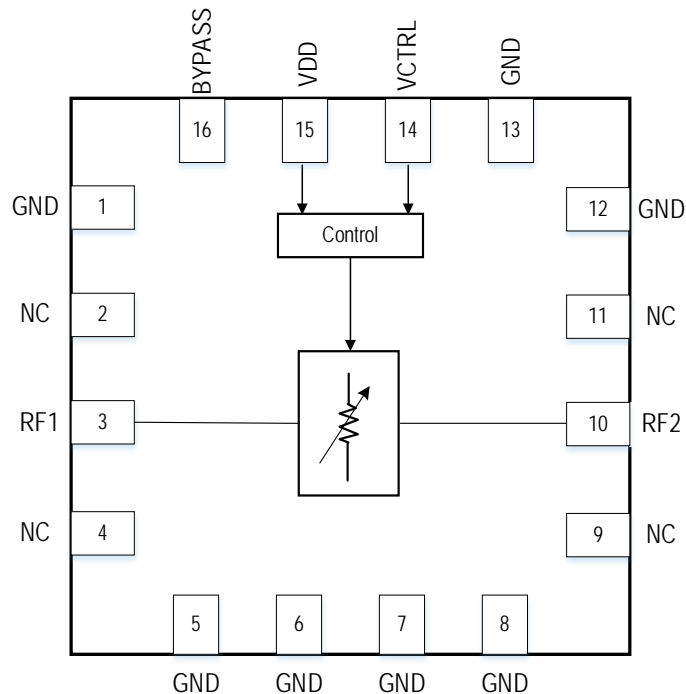 BYPASS
VDD
VCTRL
GND
16
15
14
13
GND
1
12
GND
Control
NC
2
11
NC
RF1
3
10
RF2
NC
4
9
NC
5
6
7
8
GND
GND
GND
GND